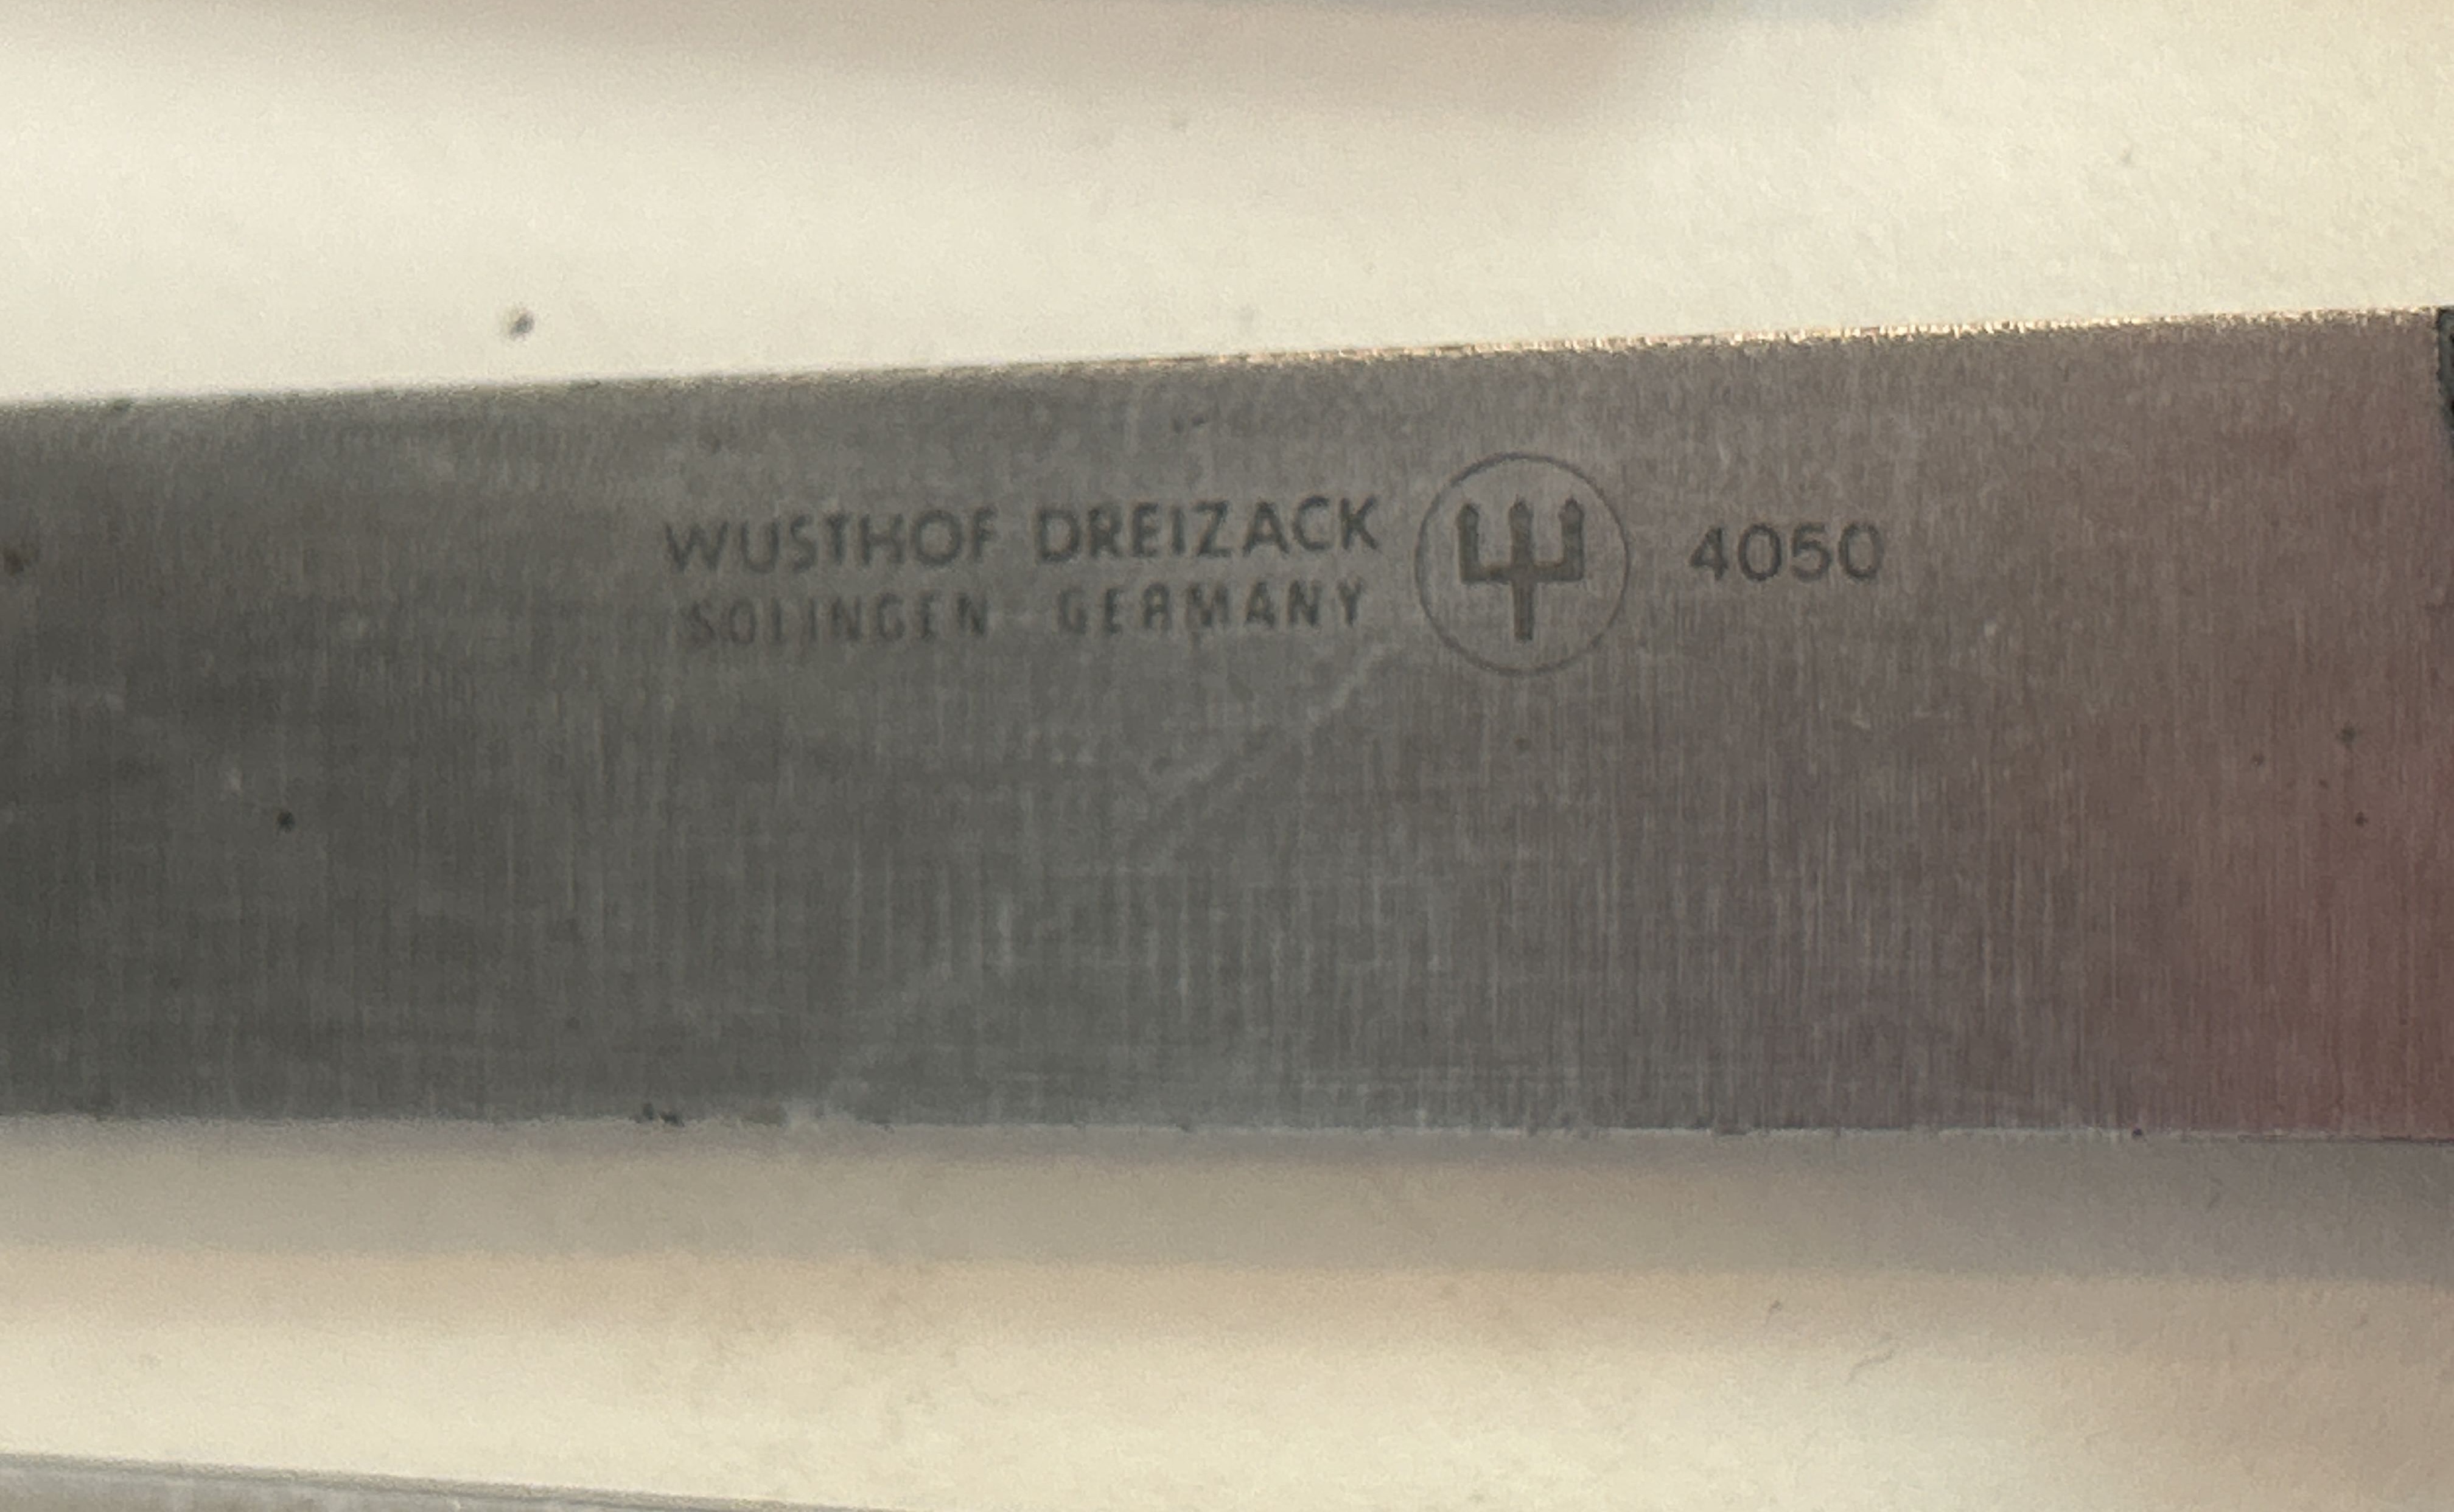 WUSTHOF DREIZACK 4050
SOLINGEN GERMANY